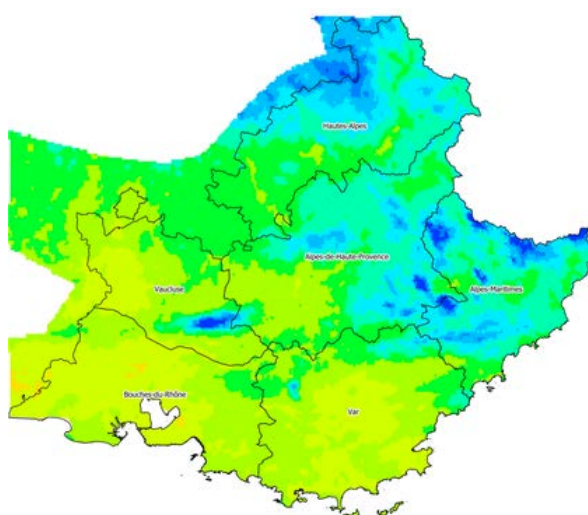 Hautes-Alpes
Alpes-de-Haute-Provence
Vaucluse
Alpes-Maritimes
Bouches-du-Rhône
Var